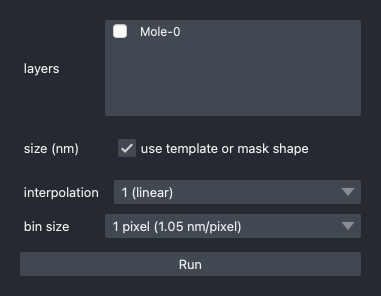 layers
Mole-0
size (nm)
use template or mask shape
interpolation
1 (linear)
bin size
1 pixel (1.05 nm/pixel)
Run